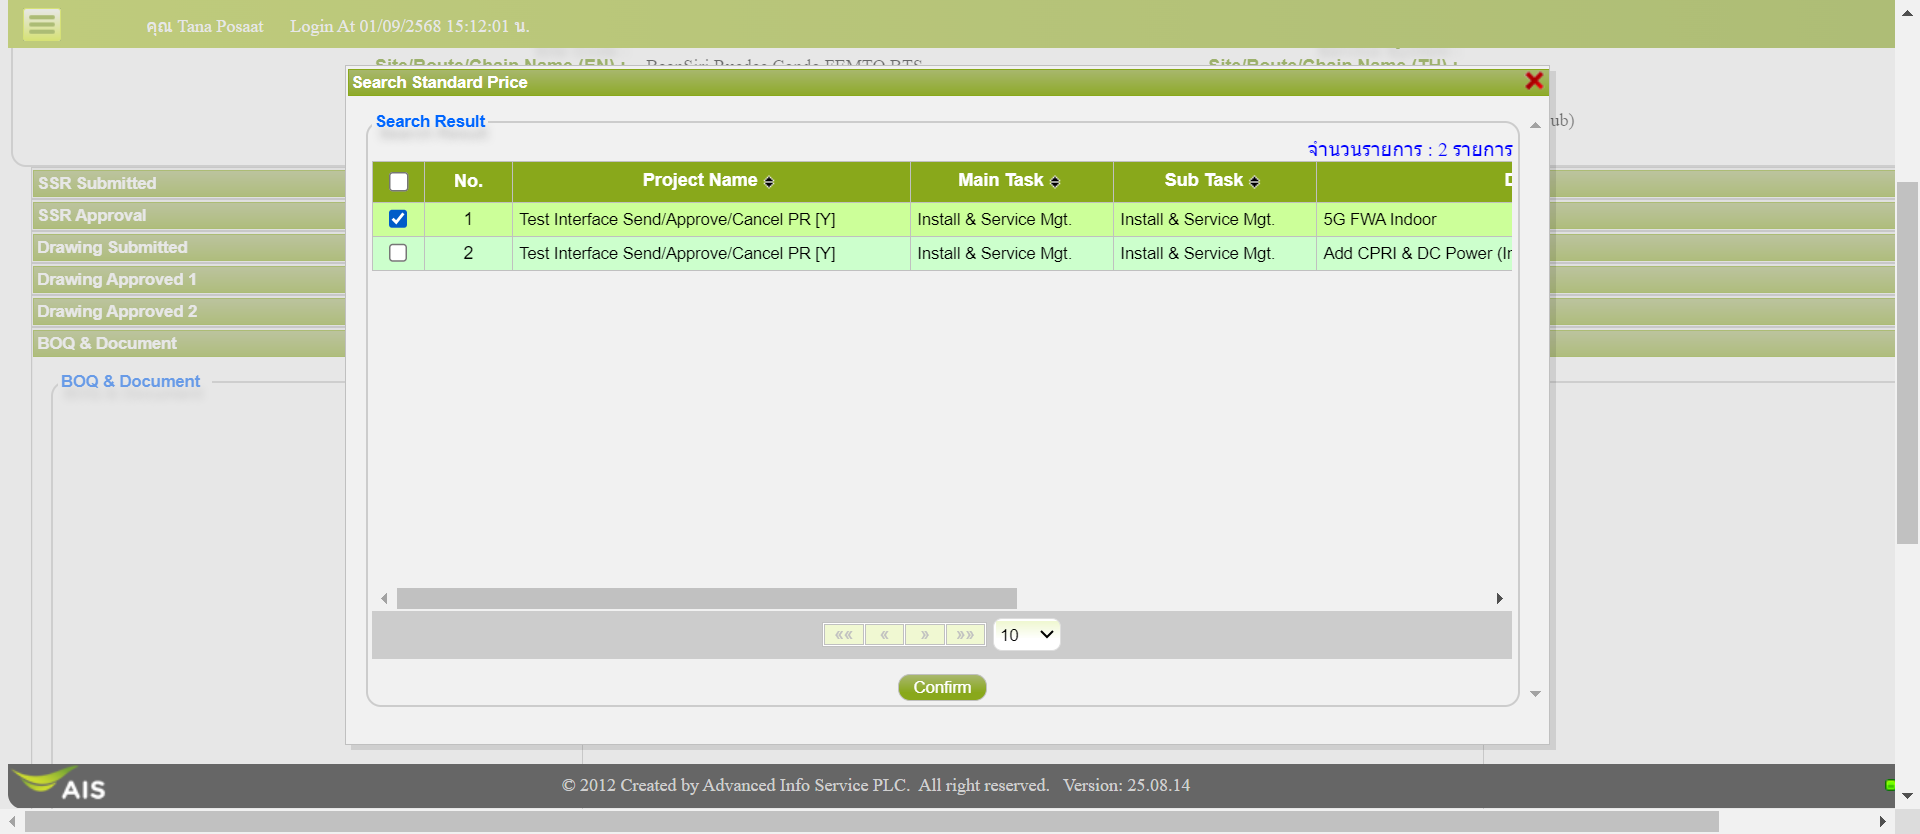 คุณ Tana Posaat Login At 01/09/2568 15:12:01 น.
Site/Route/Chain Name (EN) : BaanSiri Puedee Condo FEMTO BTS Site/Route/Chain Name (TH) :
Search Standard Price
Search Result
ub)
จำนวนรายการ : 2 รายการ
No. Project Name Main Task Sub Task D
1 Test Interface Send/Approve/Cancel PR [Y] Install & Service Mgt. Install & Service Mgt. 5G FWA Indoor
2 Test Interface Send/Approve/Cancel PR [Y] Install & Service Mgt. Install & Service Mgt. Add CPRI & DC Power (In
SSR Submitted
SSR Approval
Drawing Submitted
Drawing Approved 1
Drawing Approved 2
BOQ & Document
BOQ & Document
«« « » »» 10
Confirm
AIS
© 2012 Created by Advanced Info Service PLC. All right reserved. Version: 25.08.14